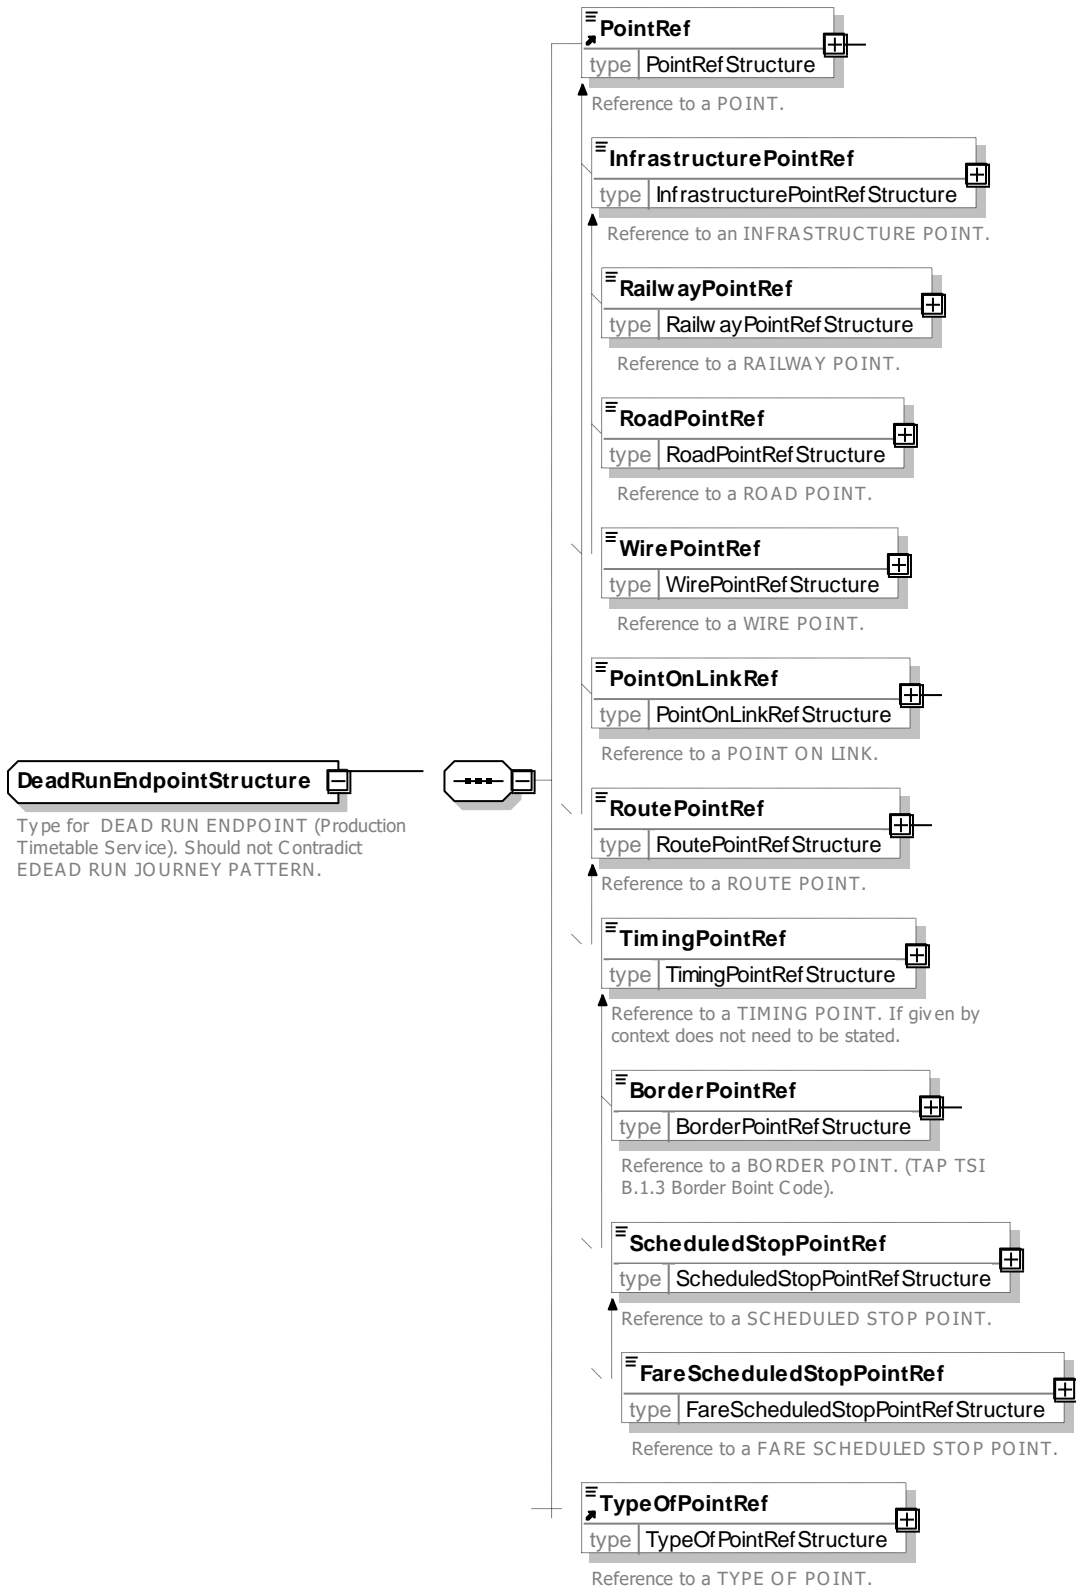 PointRef
type PointRefStructure
Reference to a POINT.
InfrastructurePointRef
type InfrastructurePointRefStructure
Reference to an INFRASTRUCTURE POINT.
RailwayPointRef
type RailwayPointRefStructure
Reference to a RAILWAY POINT.
RoadPointRef
type RoadPointRefStructure
Reference to a ROAD POINT.
WirePointRef
type WirePointRefStructure
Reference to a WIRE POINT.
PointOnLinkRef
type PointOnLinkRefStructure
Reference to a POINT ON LINK.
DeadRunEndpointStructure
Type for DEAD RUN ENDPOINT (Production
Timetable Service). Should not Contradict
EDEAD RUN JOURNEY PATTERN.
RoutePointRef
type RoutePointRefStructure
Reference to a ROUTE POINT.
TimingPointRef
type TimingPointRefStructure
Reference to a TIMING POINT. If given by
context does not need to be stated.
BorderPointRef
type BorderPointRefStructure
Reference to a BORDER POINT. (TAP TSI
B.1.3 Border Boint Code).
ScheduledStopPointRef
type ScheduledStopPointRefStructure
Reference to a SCHEDULED STOP POINT.
FareScheduledStopPointRef
type FareScheduledStopPointRefStructure
Reference to a FARE SCHEDULED STOP POINT.
TypeOfPointRef
type TypeOfPointRefStructure
Reference to a TYPE OF POINT.